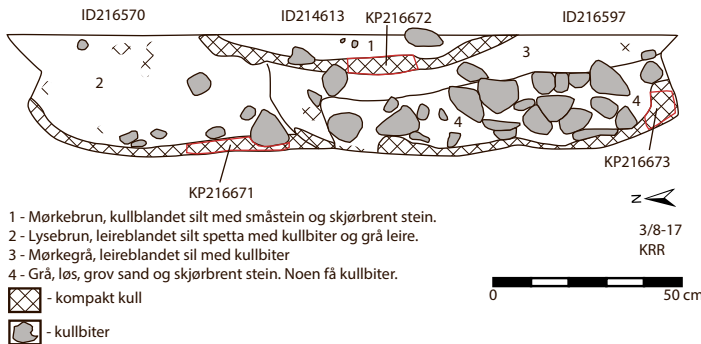 ID216570 ID214613 KP216672 ID216597
1
3
2
4
4
KP216671
KP216673
N
1 - Mørkebrun, kullblandet silt med småstein og skjørbrent stein.
2 - Lysebrun, leireblandet silt spetta med kullbiter og grå leire.
3 - Mørkegrå, leireblandet sil med kullbiter
4 - Grå, løs, grov sand og skjørbrent stein. Noen få kullbiter.
- kompakt kull
- kullbiter
3/8-17
KRR
0 50 cm